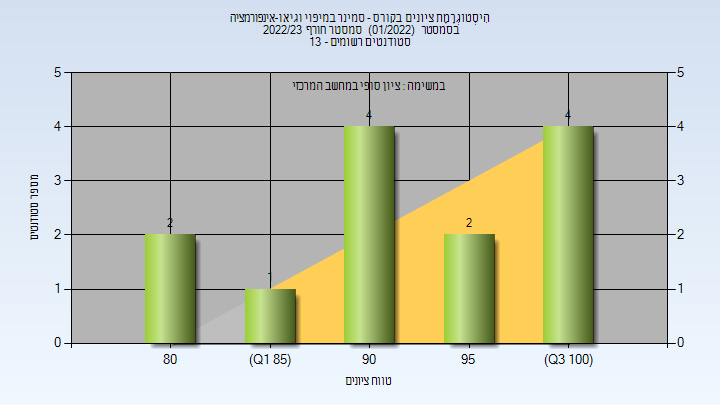 היסטוגרמת ציונים בקורס - סמינר במיפוי וגיאו-אינפורמציה
בסמסטר (01/2022) סמסטר חורף 2022/23
סטודנטים רשומים - 13
במשימה : ציון סופי במחשב המרכזי
5 5
4 4
3 3
2 2
1 1
0 0
2 1 4 2 4
מספר סטודנטים
80 (Q1 85) 90 95 (Q3 100)
טווח ציונים